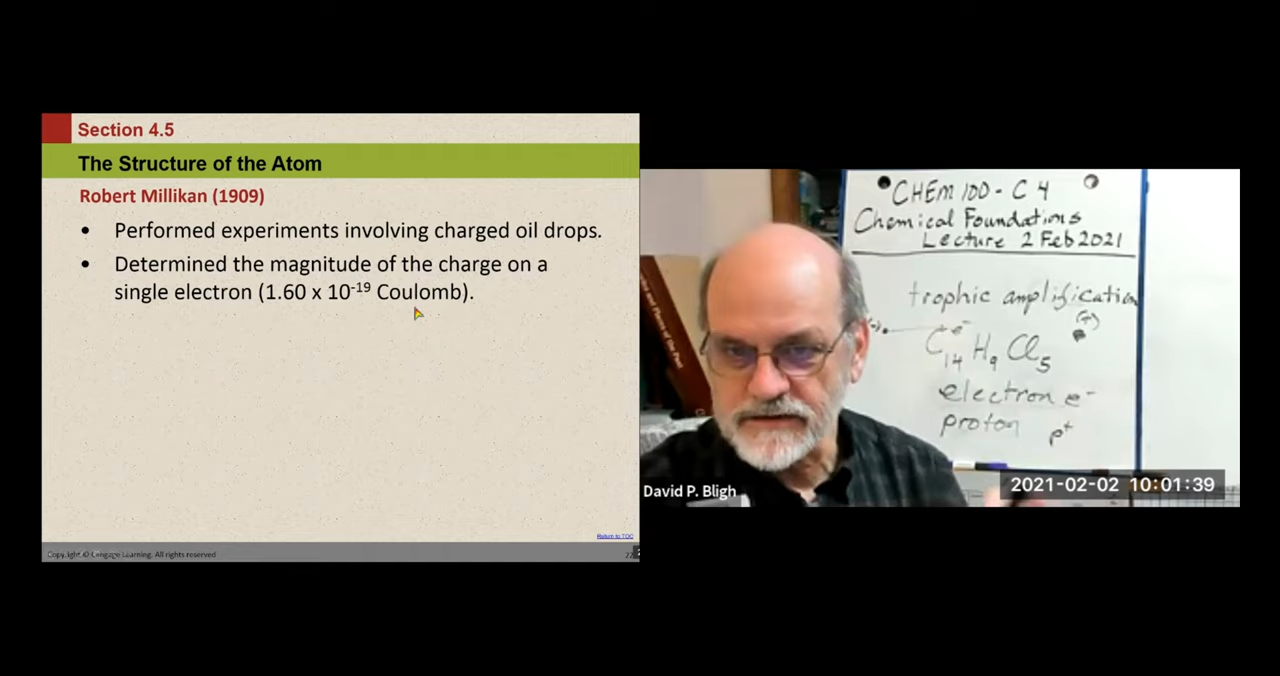 Section 4.5
The Structure of the Atom
Robert Millikan (1909)
• Performed experiments involving charged oil drops.
• Determined the magnitude of the charge on a
single electron (1.60 x 10⁻¹⁹ Coulomb).
Return to TOC
Copyright © Cengage Learning. All rights reserved
CHEM 100 - C 4
Chemical Foundations
Lecture 2 Feb 2021
trophic amplification
(+)
e⁻
C₁₄H₉Cl₅
electron e⁻
proton p⁺
David P. Bligh
2021-02-02 10:01:39